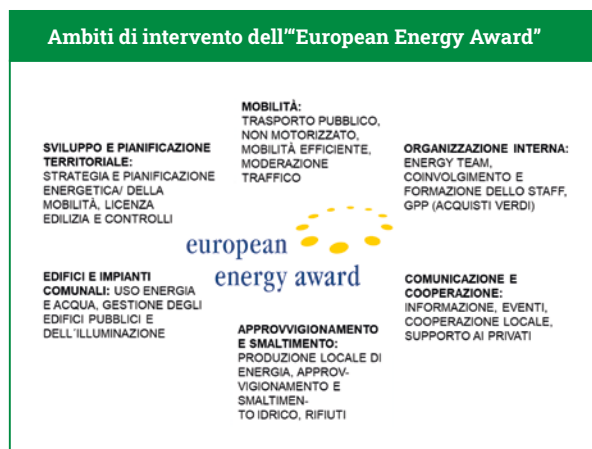 Ambiti di intervento dell’“European Energy Award”
MOBILITÀ:
TRASPORTO PUBBLICO,
NON MOTORIZZATO,
MOBILITÀ EFFICIENTE,
MODERAZIONE
TRAFFICO
SVILUPPO E PIANIFICAZIONE
TERRITORIALE:
STRATEGIA E PIANIFICAZIONE
ENERGETICA/ DELLA
MOBILITÀ, LICENZA
EDILIZIA E CONTROLLI
ORGANIZZAZIONE INTERNA:
ENERGY TEAM,
COINVOLGIMENTO E
FORMAZIONE DELLO STAFF,
GPP (ACQUISTI VERDI)
european
energy award
EDIFICI E IMPIANTI
COMUNALI: USO ENERGIA
E ACQUA, GESTIONE DEGLI
EDIFICI PUBBLICI E
DELL´ILLUMINAZIONE
COMUNICAZIONE E
COOPERAZIONE:
INFORMAZIONE, EVENTI,
COOPERAZIONE LOCALE,
SUPPORTO AI PRIVATI
APPROVVIGIONAMENTO
E SMALTIMENTO:
PRODUZIONE LOCALE DI
ENERGIA, APPROV-
VIGIONAMENTO E
SMALTIMEN-
TO IDRICO, RIFIUTI